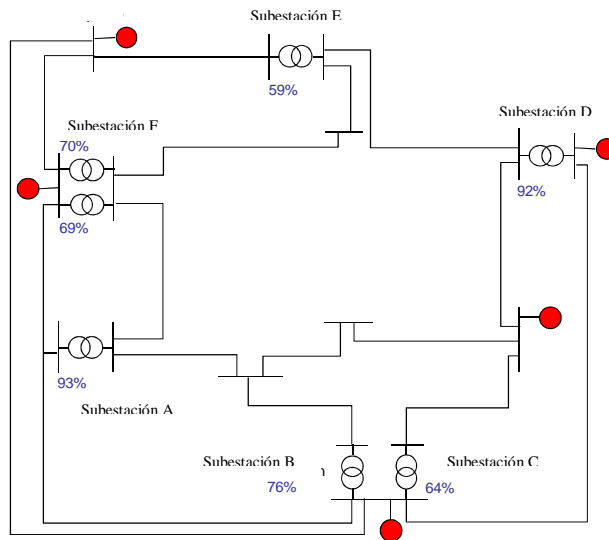 Subestación E
59%
Subestación D
92%
Subestación F
70%
69%
93%
Subestación A
Subestación B
76%
Subestación C
64%